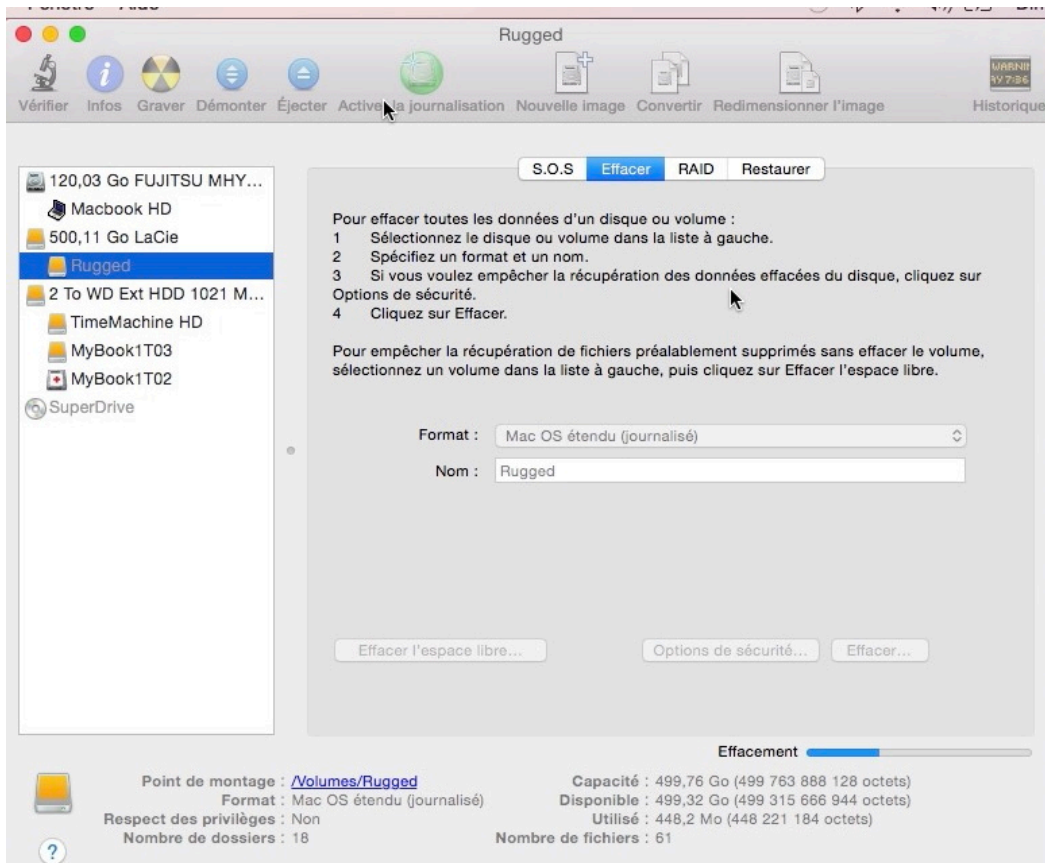 Rugged
Vérifier Infos Graver Démonter Éjecter Activer la journalisation Nouvelle image Convertir Redimensionner l'image Historique
S.O.S Effacer RAID Restaurer
120,03 Go FUJITSU MHY...
Macbook HD
500,11 Go LaCie
Rugged
2 To WD Ext HDD 1021 M...
TimeMachine HD
MyBook1T03
MyBook1T02
SuperDrive
Pour effacer toutes les données d'un disque ou volume :
1 Sélectionnez le disque ou volume dans la liste à gauche.
2 Spécifiez un format et un nom.
3 Si vous voulez empêcher la récupération des données effacées du disque, cliquez sur
Options de sécurité.
4 Cliquez sur Effacer.
Pour empêcher la récupération de fichiers préalablement supprimés sans effacer le volume,
sélectionnez un volume dans la liste à gauche, puis cliquez sur Effacer l'espace libre.
Format : Mac OS étendu (journalisé)
Nom : Rugged
Effacer l'espace libre... Options de sécurité... Effacer...
Effacement
Point de montage : /Volumes/Rugged
Format : Mac OS étendu (journalisé)
Respect des privilèges : Non
Nombre de dossiers : 18
Capacité : 499,76 Go (499 763 888 128 octets)
Disponible : 499,32 Go (499 315 666 944 octets)
Utilisé : 448,2 Mo (448 221 184 octets)
Nombre de fichiers : 61
?